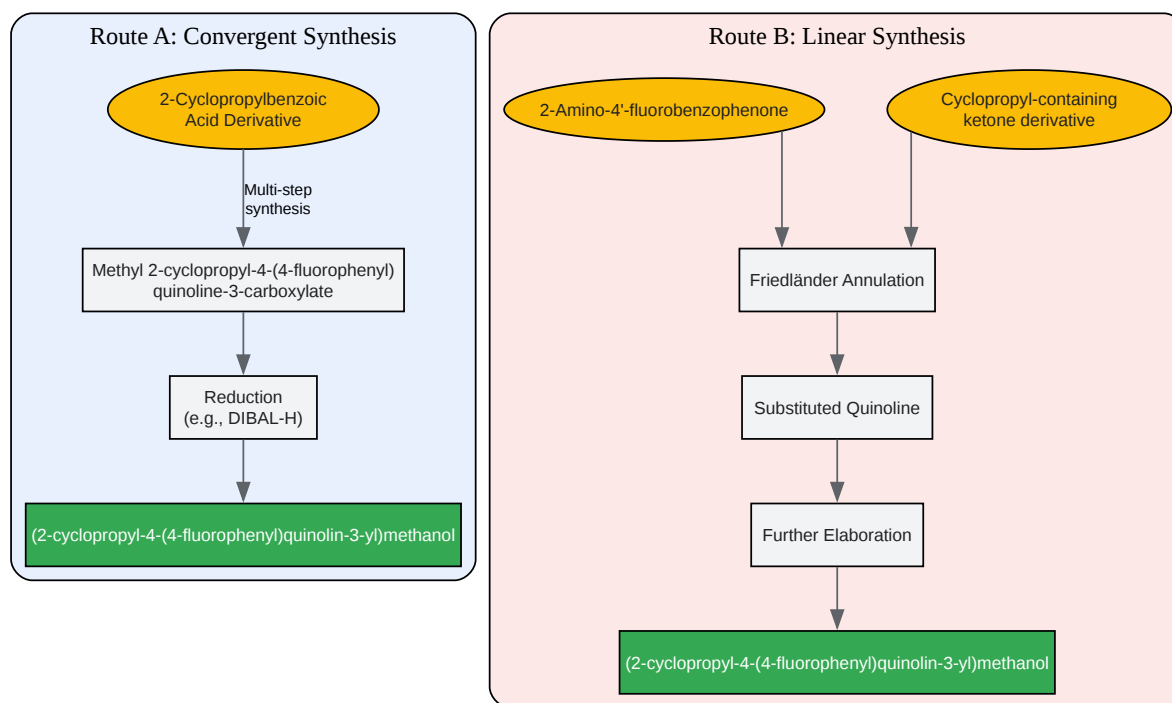 Route A: Convergent Synthesis
2-Cyclopropylbenzoic
Acid Derivative
Multi-step
synthesis
Methyl 2-cyclopropyl-4-(4-fluorophenyl)
quinoline-3-carboxylate
Reduction
(e.g., DIBAL-H)
(2-cyclopropyl-4-(4-fluorophenyl)quinolin-3-yl)methanol
Route B: Linear Synthesis
2-Amino-4'-fluorobenzophenone
Cyclopropyl-containing
ketone derivative
Friedländer Annulation
Substituted Quinoline
Further Elaboration
(2-cyclopropyl-4-(4-fluorophenyl)quinolin-3-yl)methanol